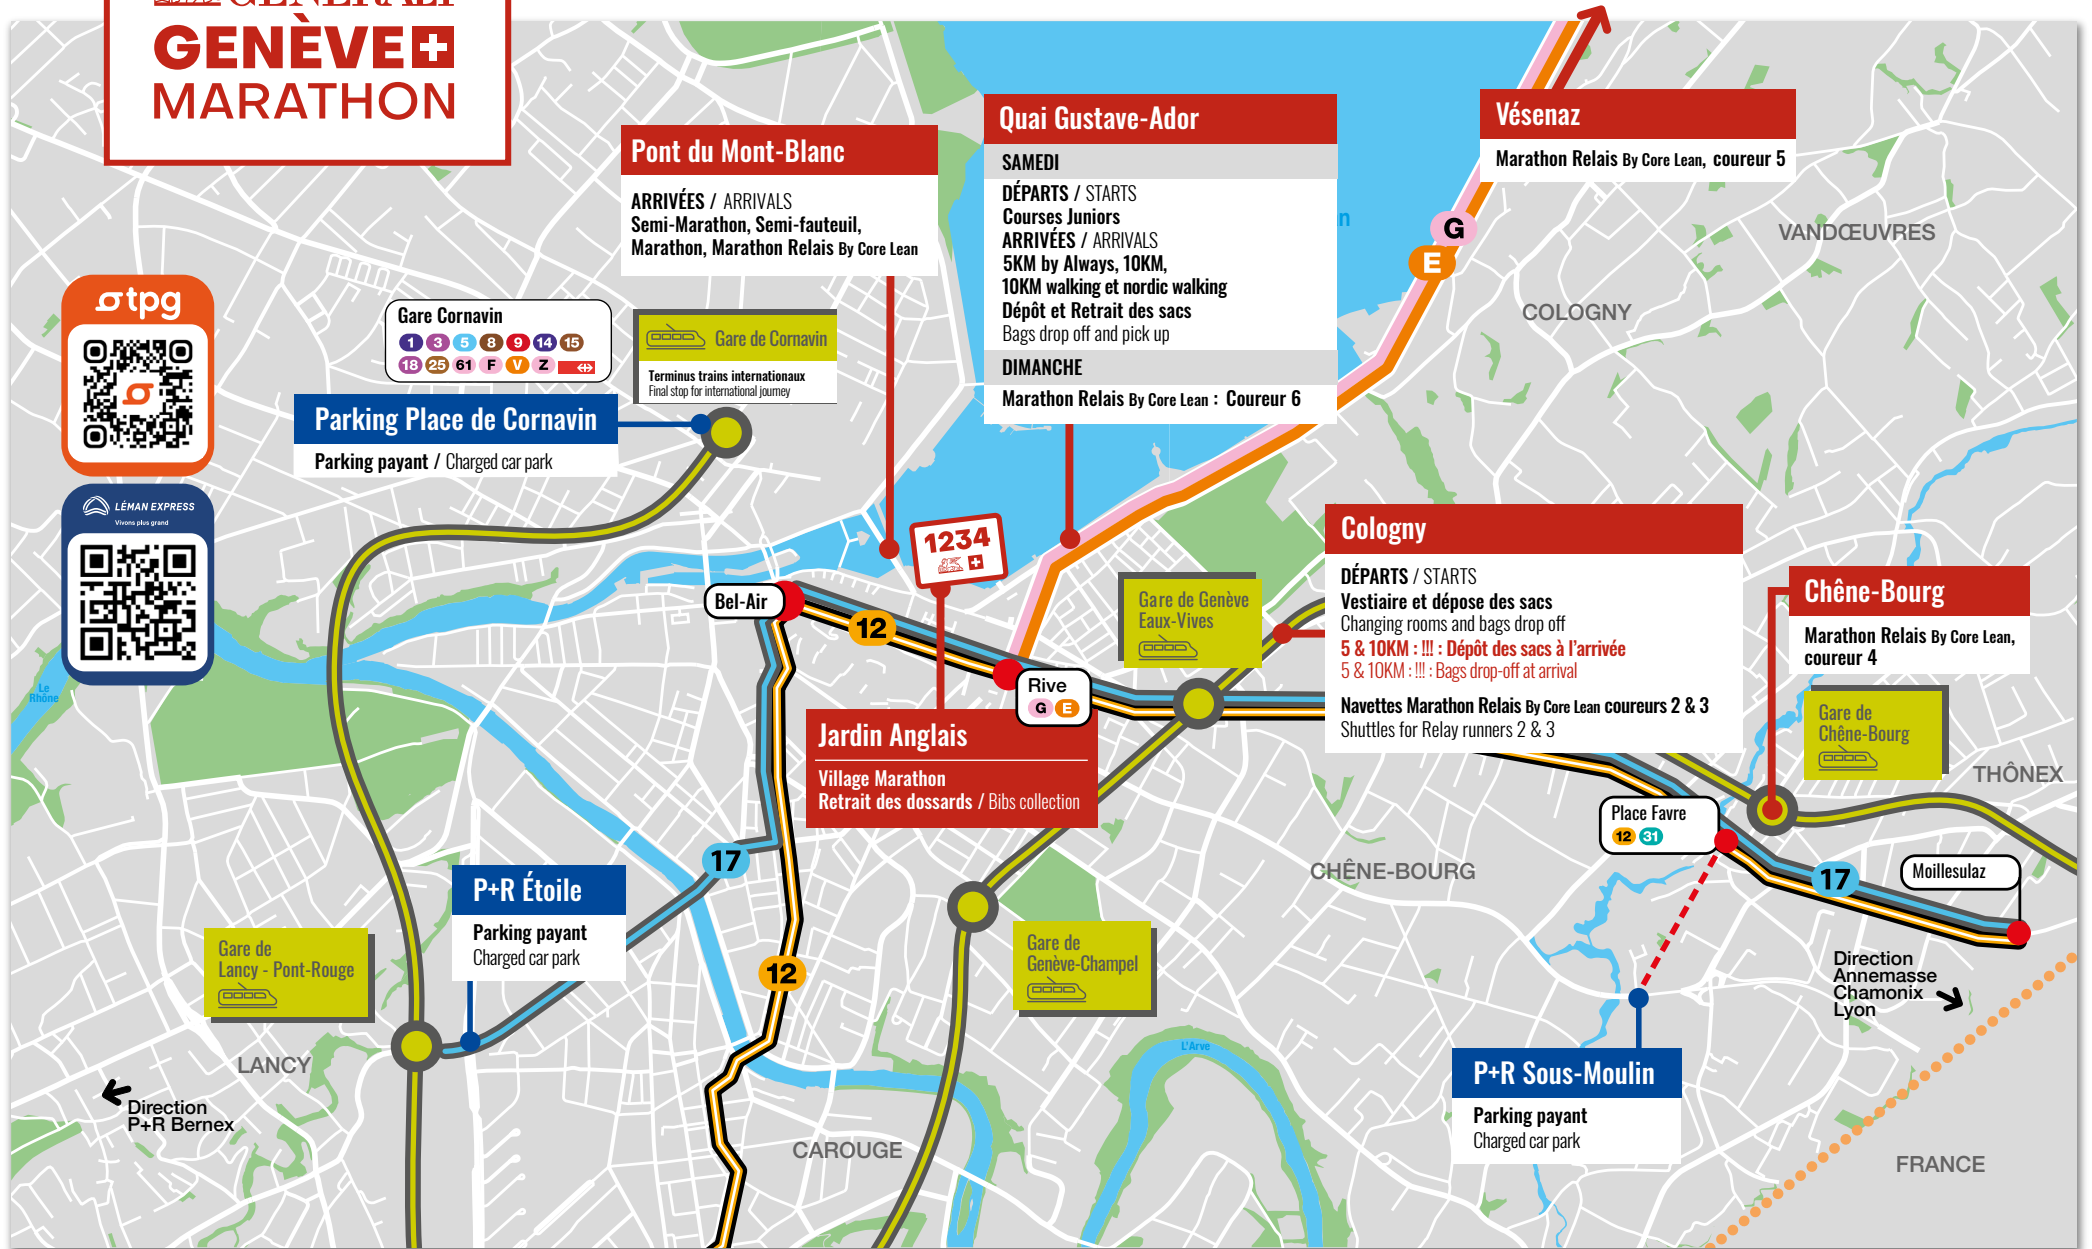 GENERALI
GENÈVE
MARATHON
Pont du Mont-Blanc
ARRIVÉES / ARRIVALS
Semi-Marathon, Semi-fauteuil,
Marathon, Marathon Relais By Core Lean
Quai Gustave-Ador
SAMEDI
DÉPARTS / STARTS
Courses Juniors
ARRIVÉES / ARRIVALS
5KM by Always, 10KM,
10KM walking et nordic walking
Dépôt et Retrait des sacs
Bags drop off and pick up
DIMANCHE
Marathon Relais By Core Lean : Coureur 6
Vésenaz
Marathon Relais By Core Lean, coureur 5
n
G
E
VANDŒUVRES
COLOGNY
tpg
Gare Cornavin
1 3 5 8 9 14 15
18 25 61 F V Z
Gare de Cornavin
Terminus trains internationaux
Final stop for international journey
Parking Place de Cornavin
Parking payant / Charged car park
LÉMAN EXPRESS
Vivons plus grand
Le
Rhône
1234
Bel-Air
12
Rive
G E
Gare de Genève
Eaux-Vives
Cologny
DÉPARTS / STARTS
Vestiaire et dépose des sacs
Changing rooms and bags drop off
5 & 10KM : !!! : Dépôt des sacs à l'arrivée
5 & 10KM : !!! : Bags drop-off at arrival
Navettes Marathon Relais By Core Lean coureurs 2 & 3
Shuttles for Relay runners 2 & 3
Chêne-Bourg
Marathon Relais By Core Lean,
coureur 4
Gare de
Chêne-Bourg
THÔNEX
Jardin Anglais
Village Marathon
Retrait des dossards / Bibs collection
Place Favre
12 31
17
Moillesulaz
CHÊNE-BOURG
17
P+R Étoile
Parking payant
Charged car park
Gare de
Lancy - Pont-Rouge
12
Gare de
Genève-Champel
Direction
Annemasse
Chamonix
Lyon
L'Arve
LANCY
Direction
P+R Bernex
P+R Sous-Moulin
Parking payant
Charged car park
CAROUGE
FRANCE